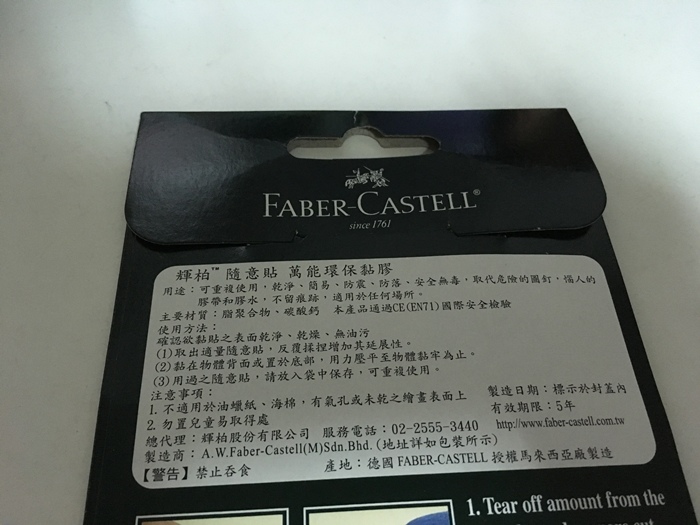 FABER-CASTELL®
since 1761
輝柏™ 隨意貼 萬能環保黏膠
用途：可重複使用，乾淨、簡易、防震、防落、安全無毒，取代危險的圖釘，惱人的
膠帶和膠水，不留痕跡，適用於任何場所。
主要材質：脂聚合物、碳酸鈣 本產品通過CE(EN71)國際安全檢驗
使用方法：
確認欲黏貼之表面乾淨、乾燥、無油污
(1)取出適量隨意貼，反覆揉捏增加其延展性。
(2)黏在物體背面或置於底部，用力壓平至物體黏牢為止。
(3)用過之隨意貼，請放入袋中保存，可重複使用。
注意事項：
1. 不適用於油蠟紙、海棉，有氣孔或未乾之繪畫表面上
2. 勿置兒童易取得處
製造日期：標示於封蓋內
有效期限：5年
總代理：輝柏股份有限公司 服務電話：02-2555-3440
http://www.faber-castell.com.tw
製造商：A.W.Faber-Castell(M)Sdn.Bhd. (地址詳如包裝所示)
【警告】禁止吞食 產地：德國 FABER-CASTELL 授權馬來西亞廠製造
1. Tear off amount from the